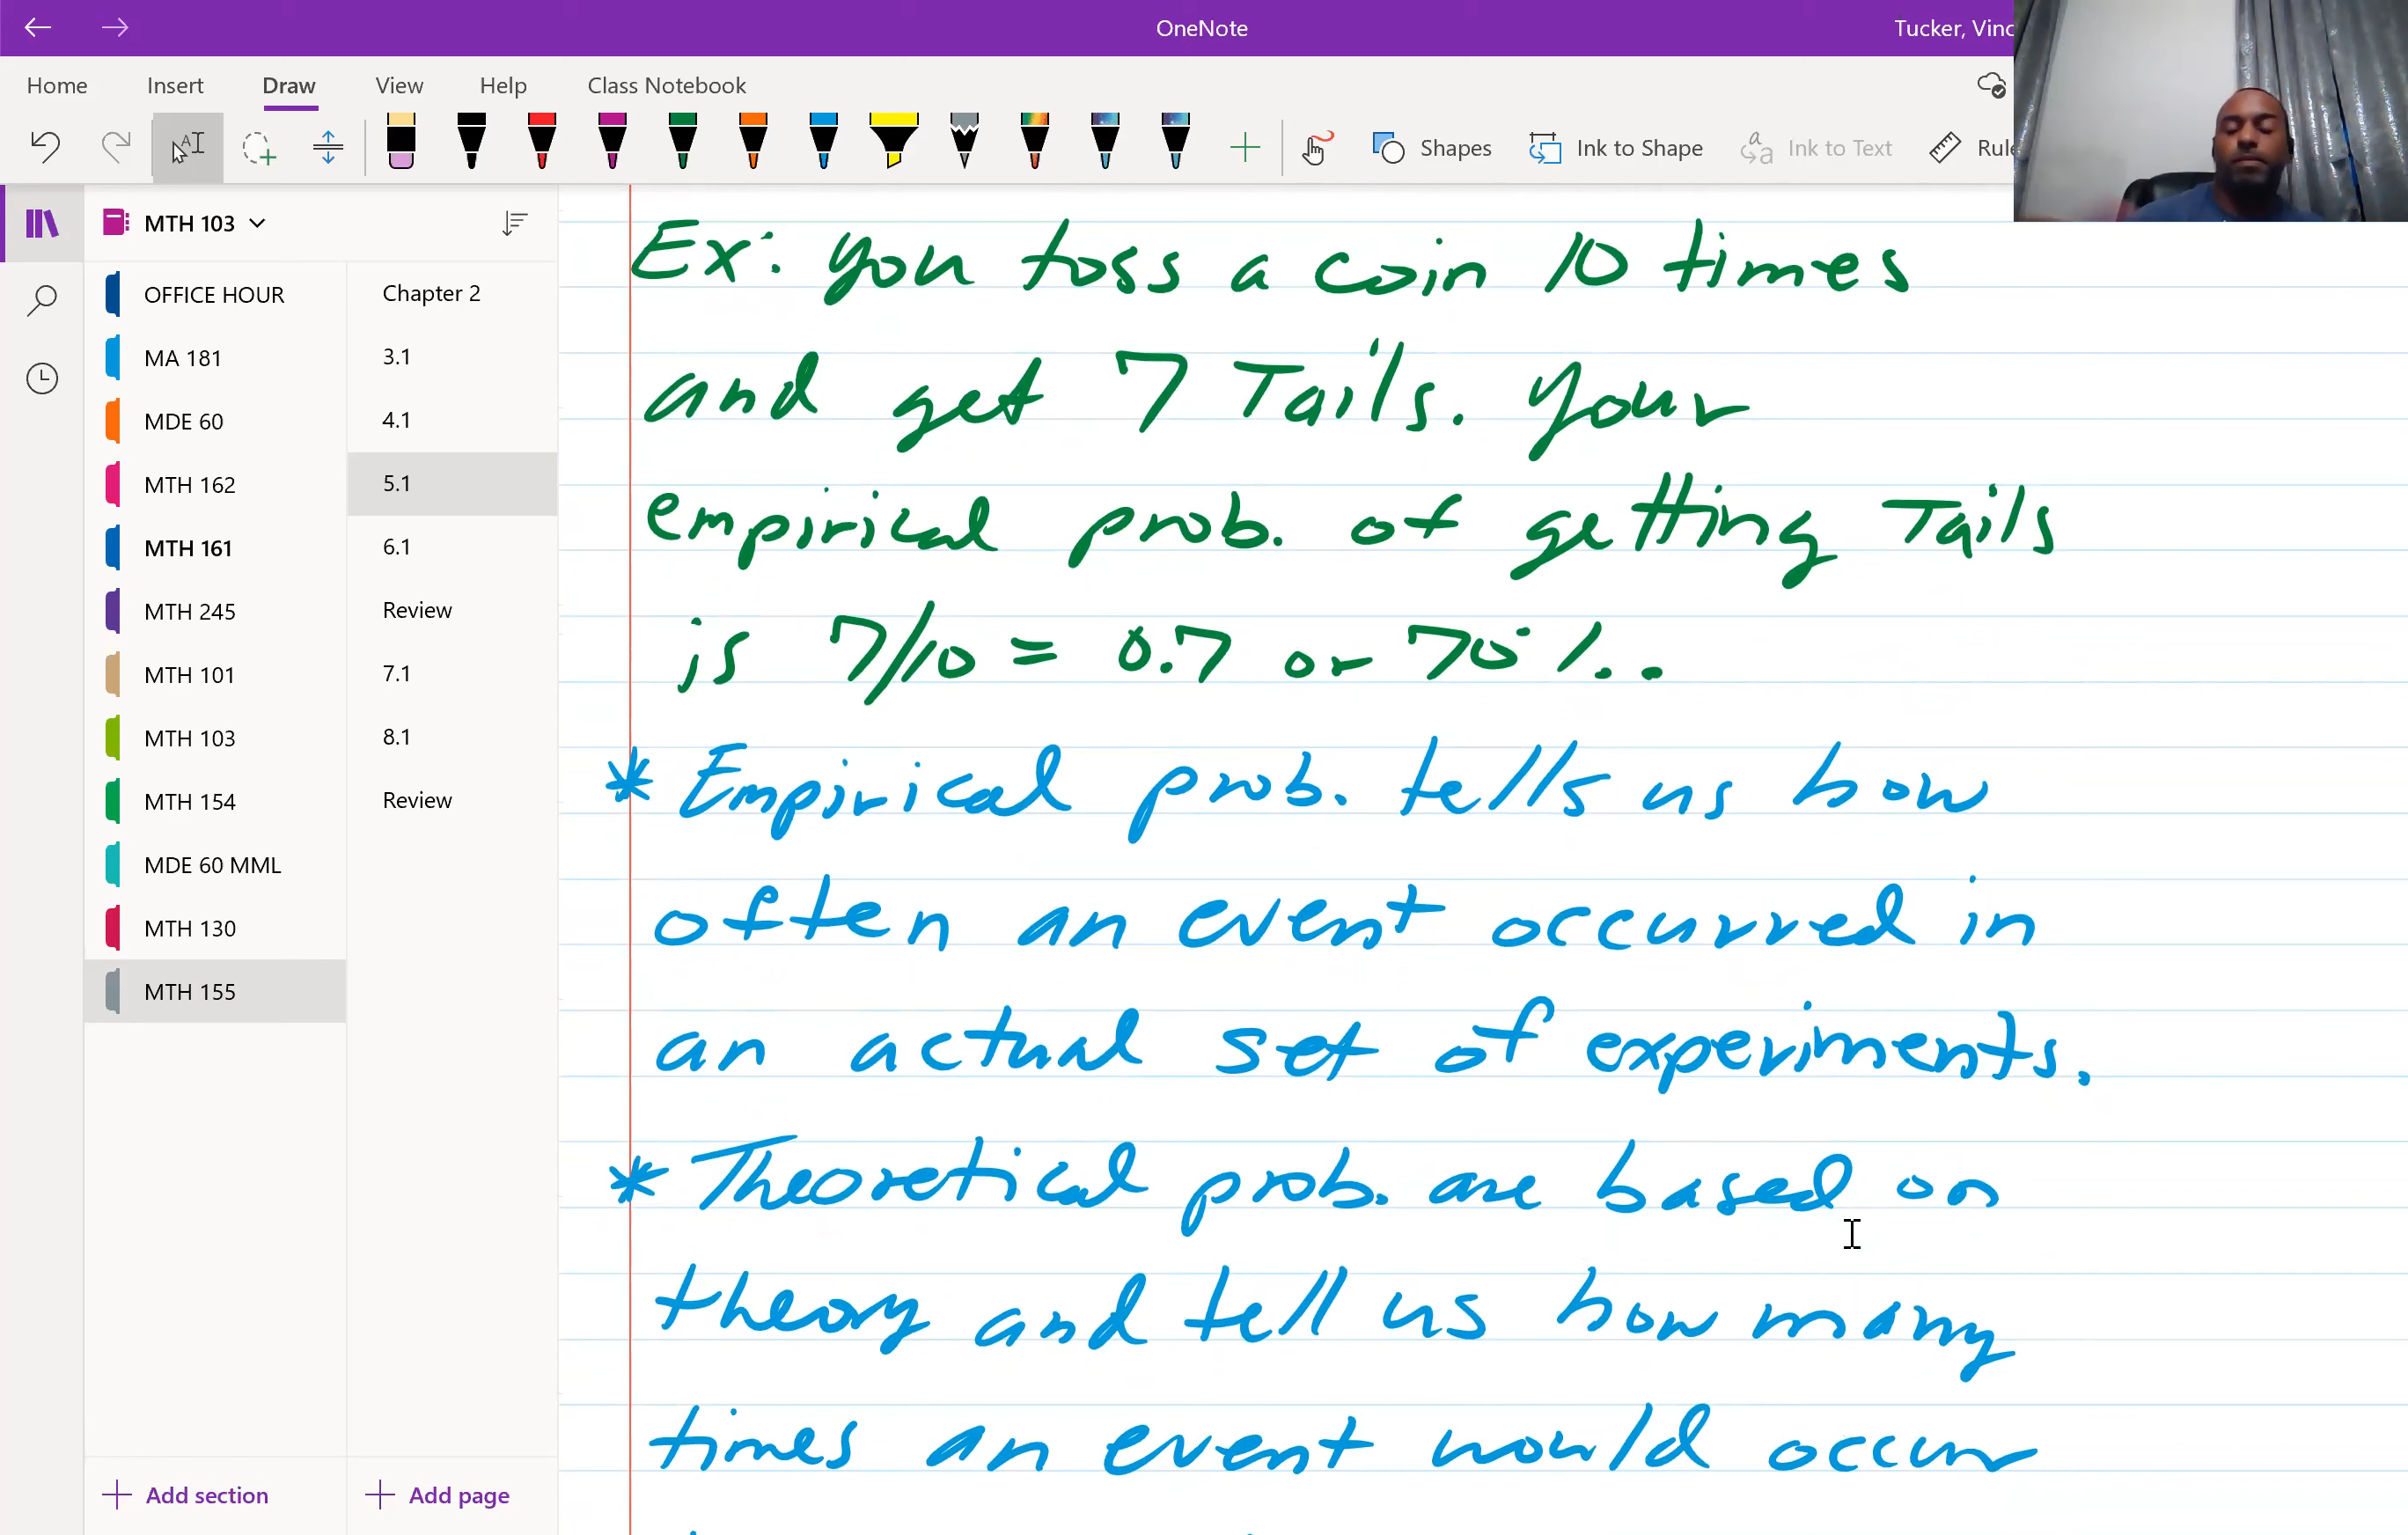 OneNote
Tucker, Vinc
Home Insert Draw View Help Class Notebook
Shapes Ink to Shape Ink to Text Rule
MTH 103
OFFICE HOUR
MA 181
MDE 60
MTH 162
MTH 161
MTH 245
MTH 101
MTH 103
MTH 154
MDE 60 MML
MTH 130
MTH 155
Add section
Chapter 2
3.1
4.1
5.1
6.1
Review
7.1
8.1
Review
Add page
Ex: you toss a coin 10 times
and get 7 Tails. Your
empirical prob. of getting Tails
is 7/10 = 0.7 or 70%.
* Empirical prob. tells us how
often an event occurred in
an actual set of experiments.
* Theoretical prob. are based on
theory and tell us how many
times an event would occur